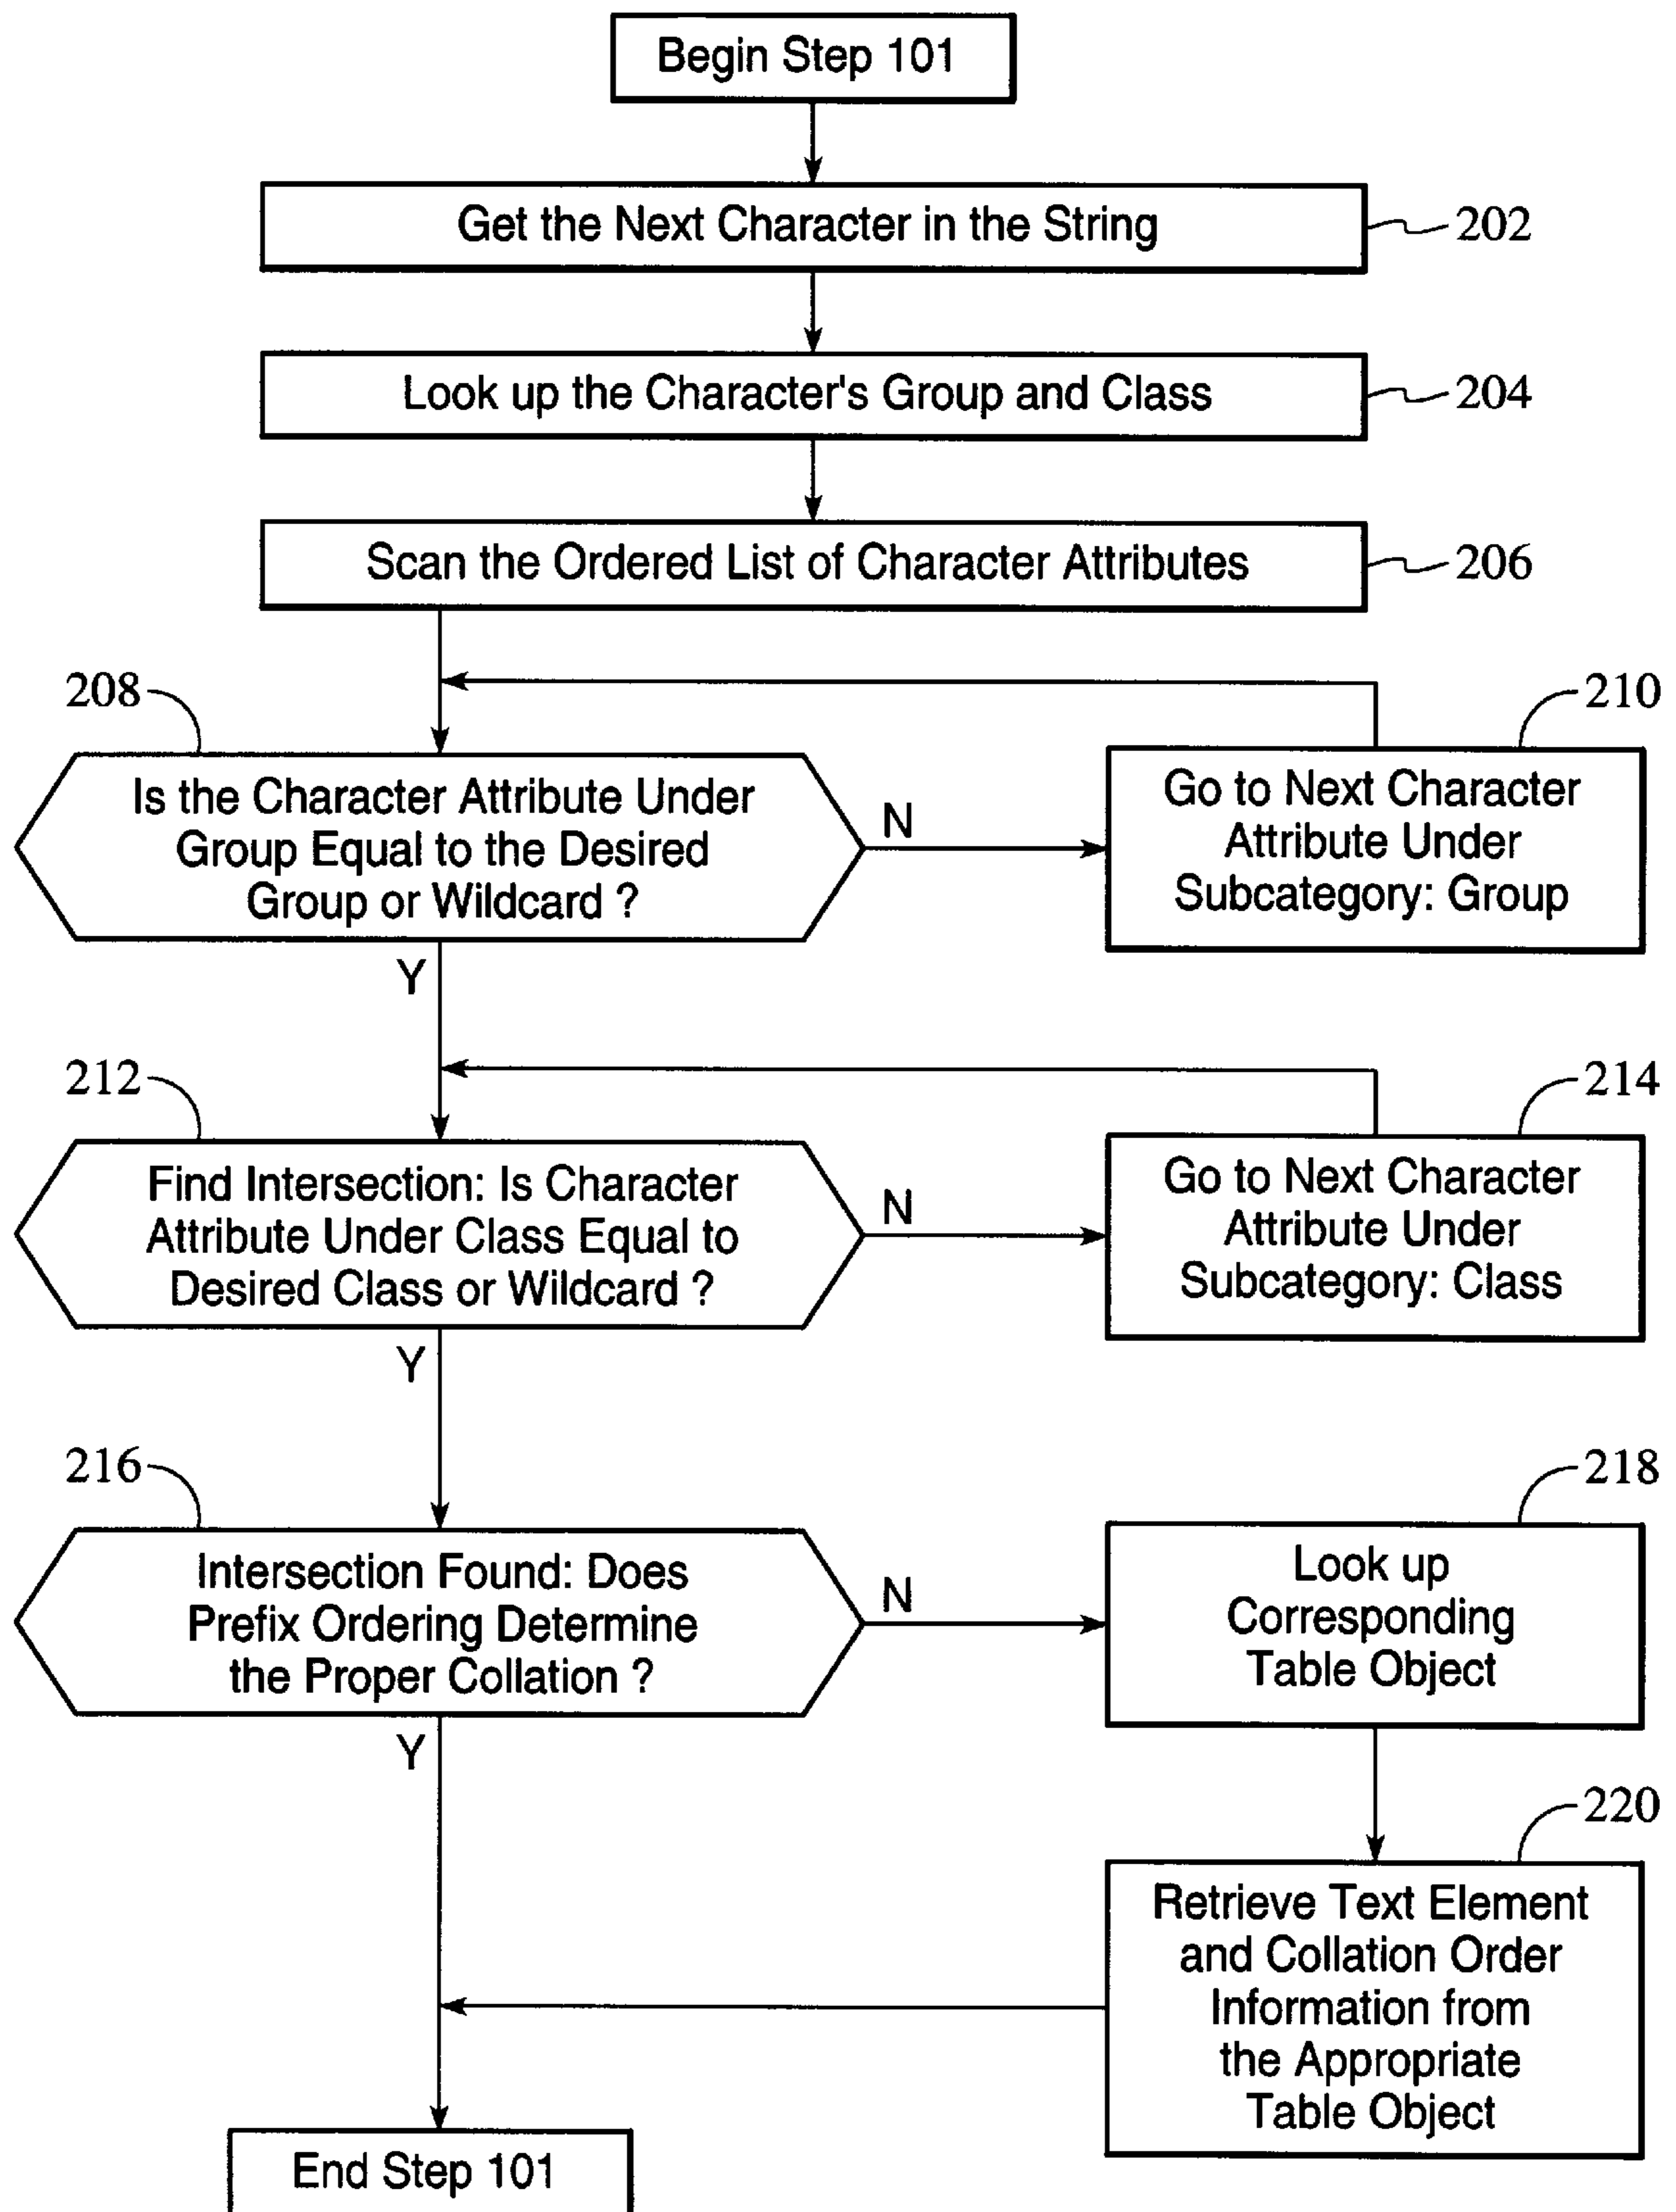 Begin Step 101
Get the Next Character in the String
202
Look up the Character's Group and Class
204
Scan the Ordered List of Character Attributes
206
208
Is the Character Attribute Under
Group Equal to the Desired
Group or Wildcard ?
N
Y
210
Go to Next Character
Attribute Under
Subcategory: Group
212
Find Intersection: Is Character
Attribute Under Class Equal to
Desired Class or Wildcard ?
N
Y
214
Go to Next Character
Attribute Under
Subcategory: Class
216
Intersection Found: Does
Prefix Ordering Determine
the Proper Collation ?
N
Y
218
Look up
Corresponding
Table Object
220
Retrieve Text Element
and Collation Order
Information from
the Appropriate
Table Object
End Step 101